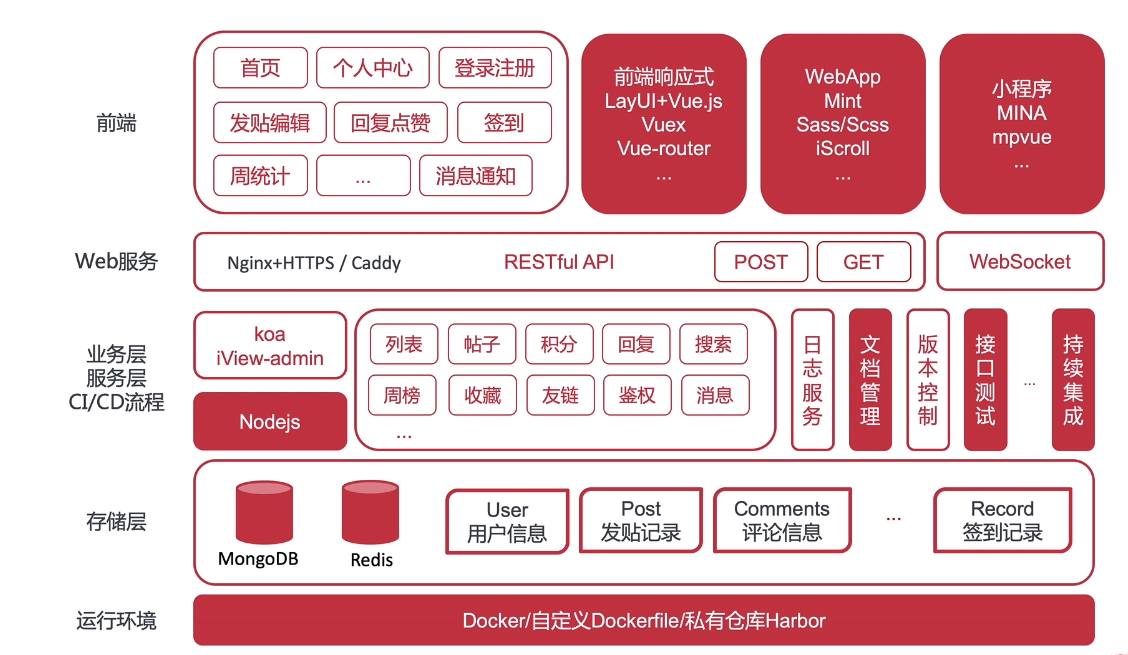 前端
首页
个人中心
登录注册
发贴编辑
回复点赞
签到
周统计
...
消息通知
前端响应式
LayUI+Vue.js
Vuex
Vue-router
...
WebApp
Mint
Sass/Scss
iScroll
...
小程序
MINA
mpvue
...
Web服务
Nginx+HTTPS / Caddy
RESTful API
POST
GET
WebSocket
业务层
服务层
CI/CD流程
koa
iView-admin
Nodejs
列表
帖子
积分
回复
搜索
周榜
收藏
友链
鉴权
消息
...
日志服务
文档管理
版本控制
接口测试
...
持续集成
存储层
MongoDB
Redis
User
用户信息
Post
发贴记录
Comments
评论信息
...
Record
签到记录
运行环境
Docker/自定义Dockerfile/私有仓库Harbor